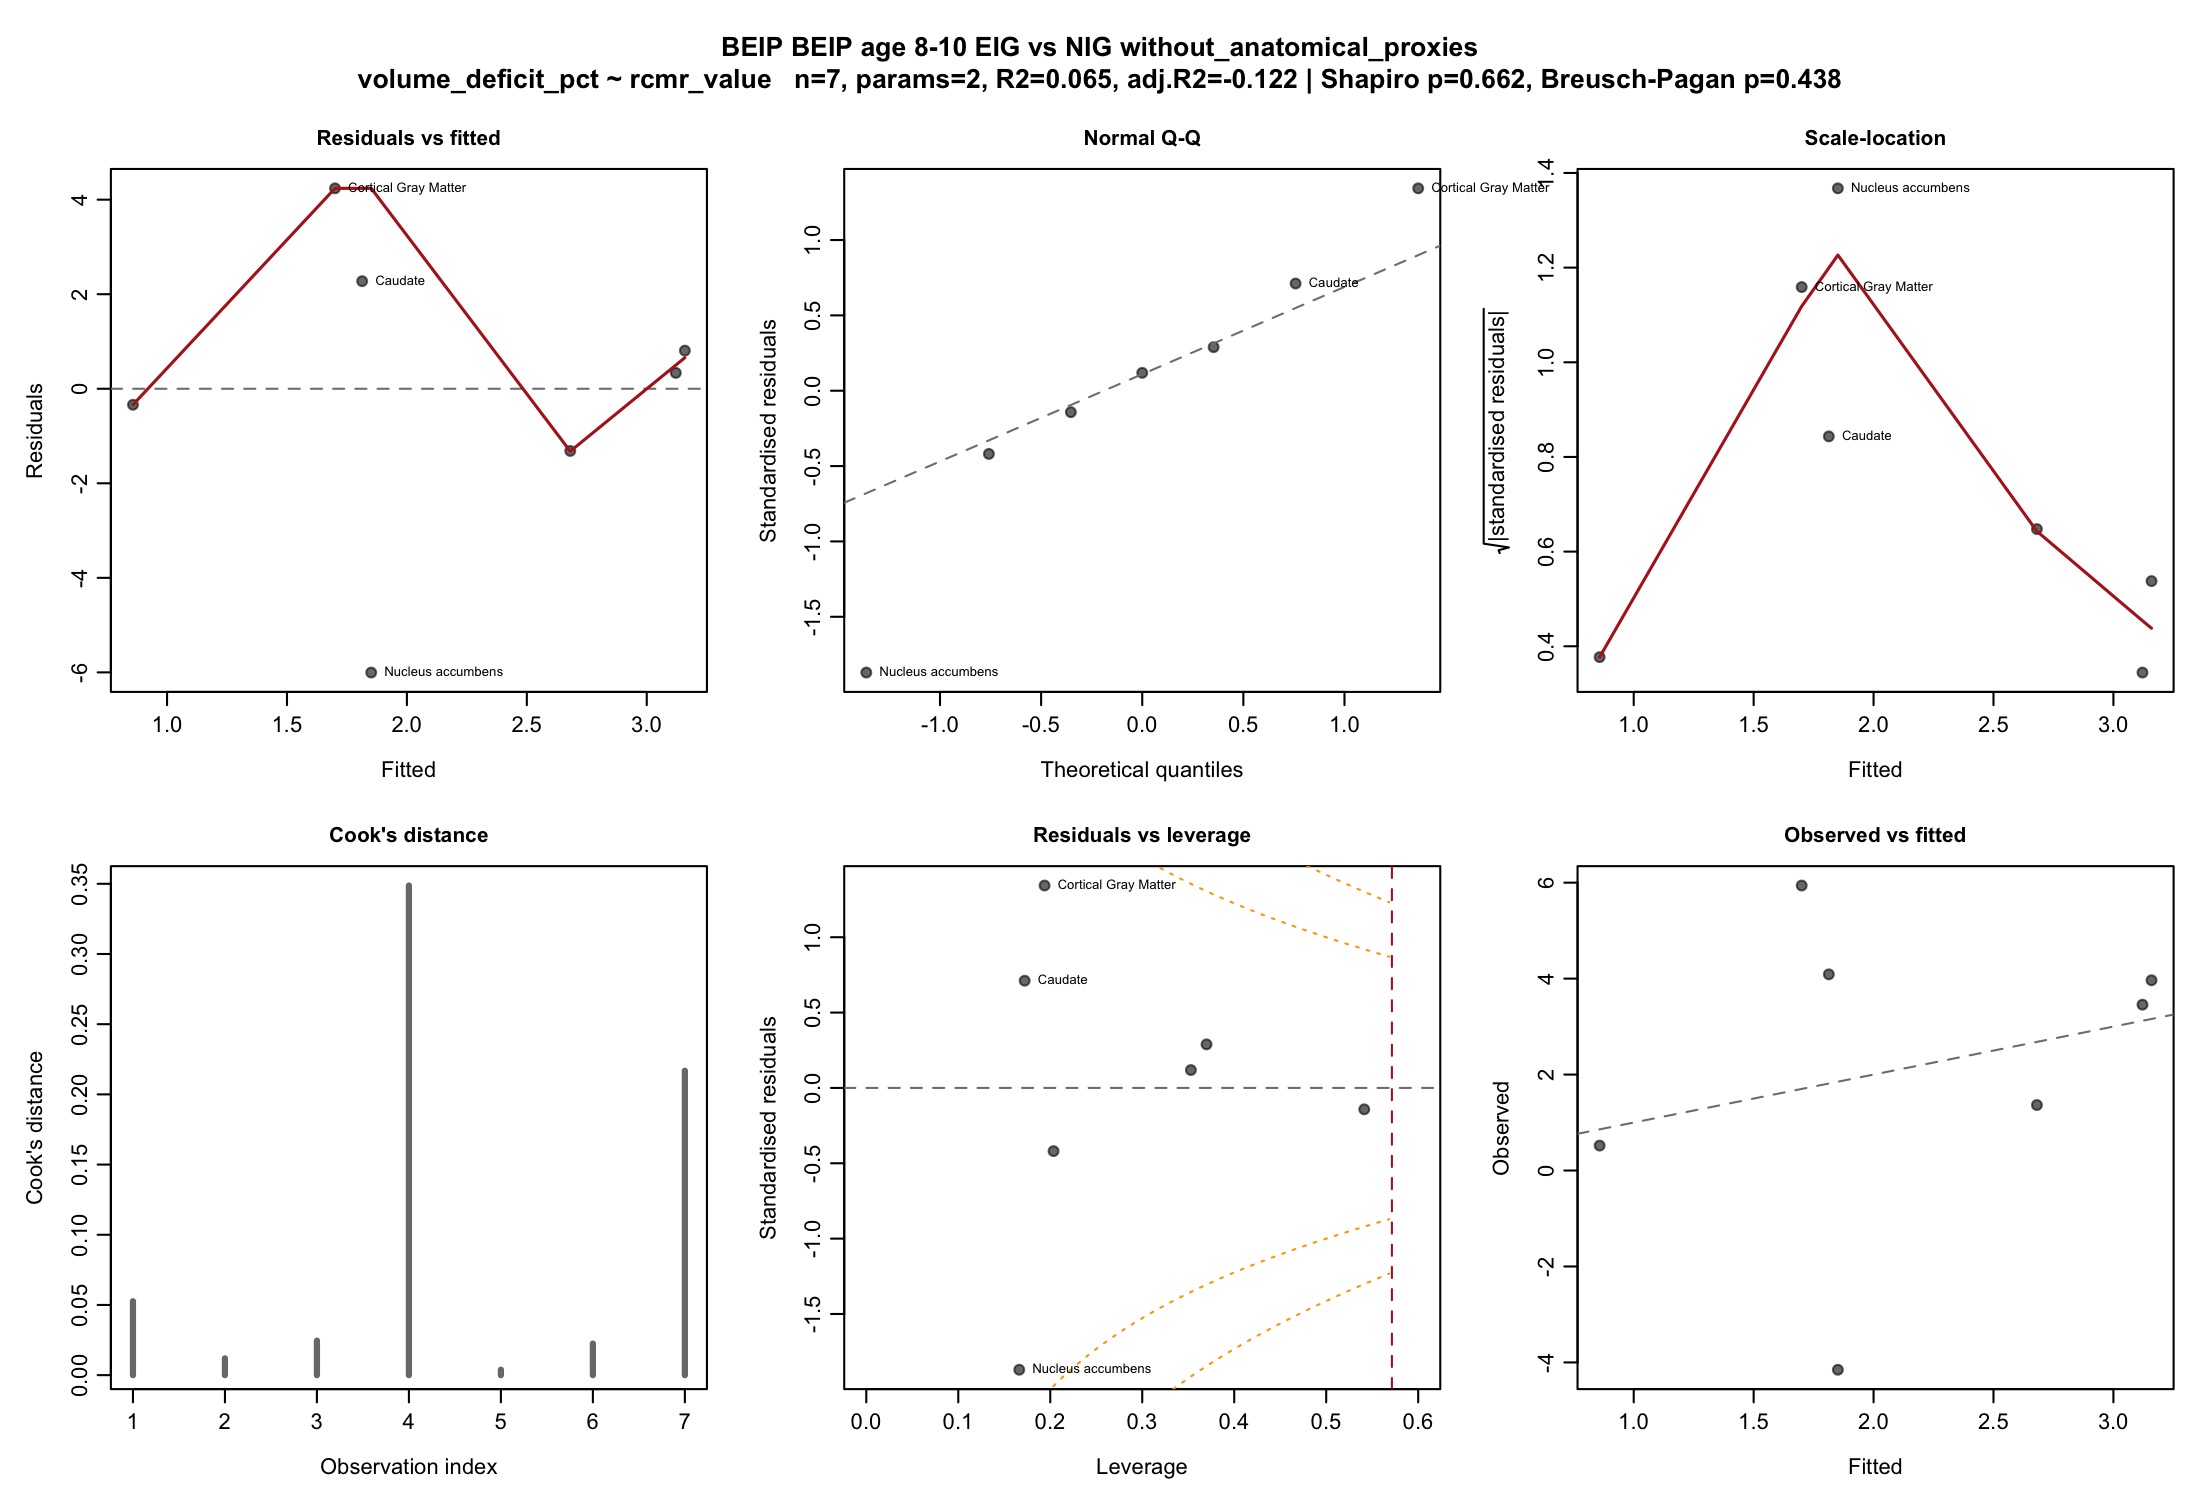 BEIP BEIP age 8-10 EIG vs NIG without_anatomical_proxies
volume_deficit_pct ~ rcmr_value n=7, params=2, R2=0.065, adj.R2=-0.122 | Shapiro p=0.662, Breusch-Pagan p=0.438
Residuals vs fitted
Residuals
4
2
0
-2
-4
-6
Cortical Gray Matter
Caudate
Nucleus accumbens
1.0 1.5 2.0 2.5 3.0
Fitted
Normal Q-Q
Standardised residuals
1.0
0.5
0.0
-0.5
-1.0
-1.5
Cortical Gray Matter
Caudate
Nucleus accumbens
-1.0 -0.5 0.0 0.5 1.0
Theoretical quantiles
Scale-location
√|standardised residuals|
1.4
1.2
1.0
0.8
0.6
0.4
Nucleus accumbens
Cortical Gray Matter
Caudate
1.0 1.5 2.0 2.5 3.0
Fitted
Cook's distance
Cook's distance
0.35
0.30
0.25
0.20
0.15
0.10
0.05
0.00
1 2 3 4 5 6 7
Observation index
Residuals vs leverage
Standardised residuals
1.0
0.5
0.0
-0.5
-1.0
-1.5
Cortical Gray Matter
Caudate
Nucleus accumbens
0.0 0.1 0.2 0.3 0.4 0.5 0.6
Leverage
Observed vs fitted
Observed
6
4
2
0
-2
-4
1.0 1.5 2.0 2.5 3.0
Fitted